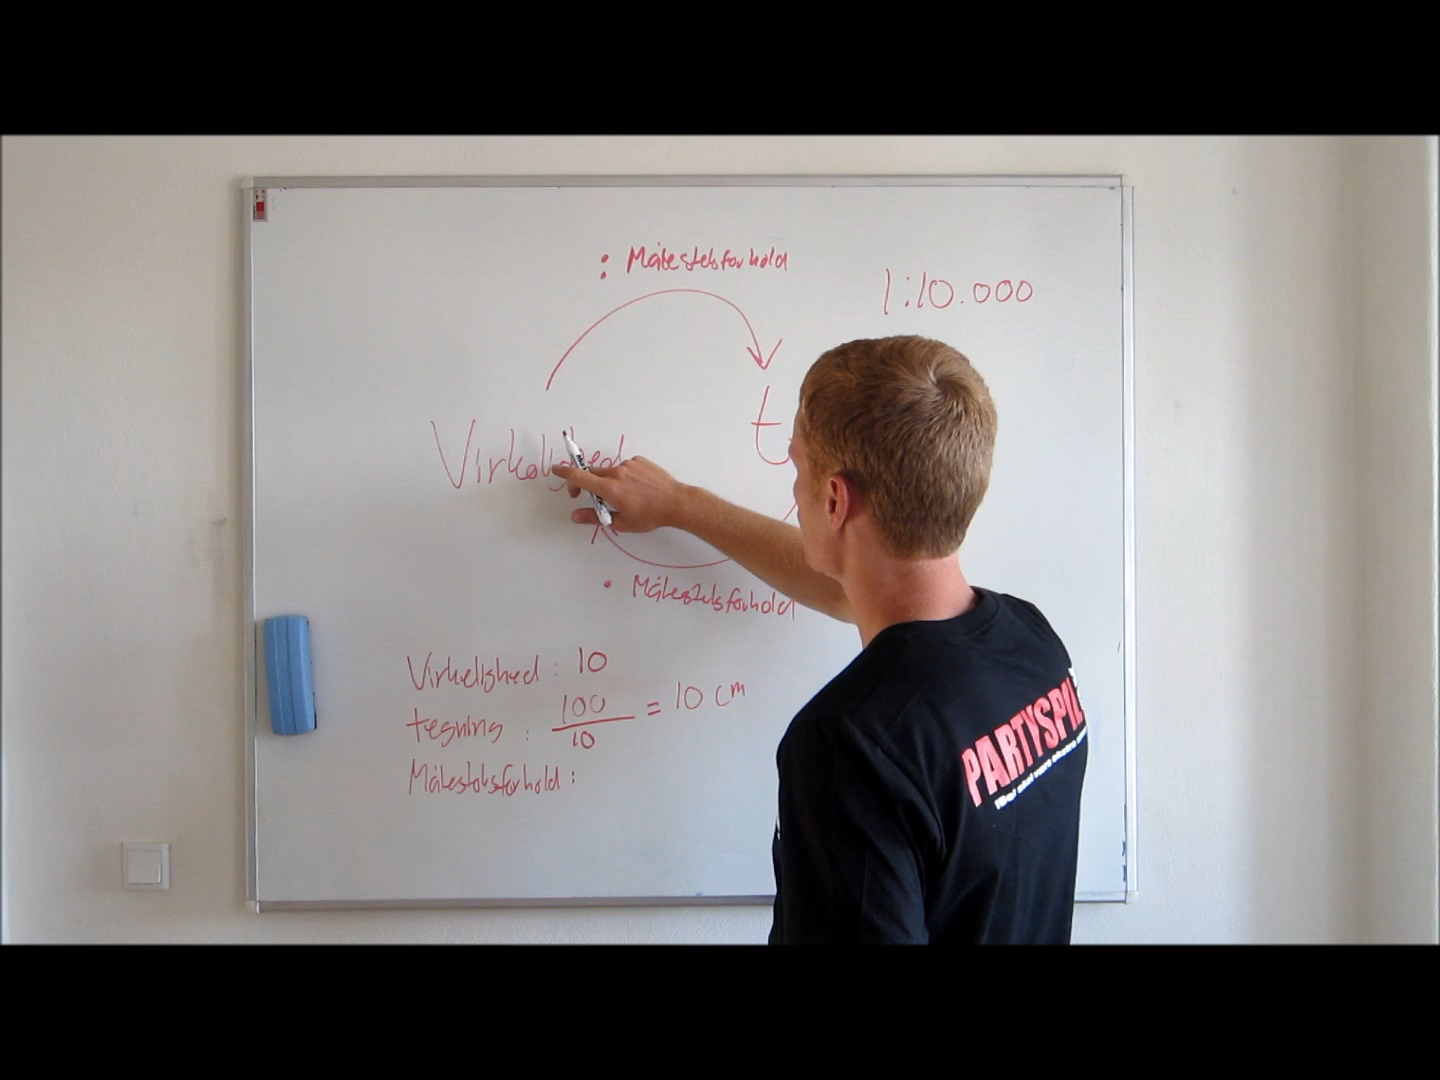 : Målestoksforhold
1:10.000
Virkelighed
t
· Målestoksforhold
Virkelighed : 10
tegning : 100 / 10 = 10 cm
Målestoksforhold :
PARTYSPIL